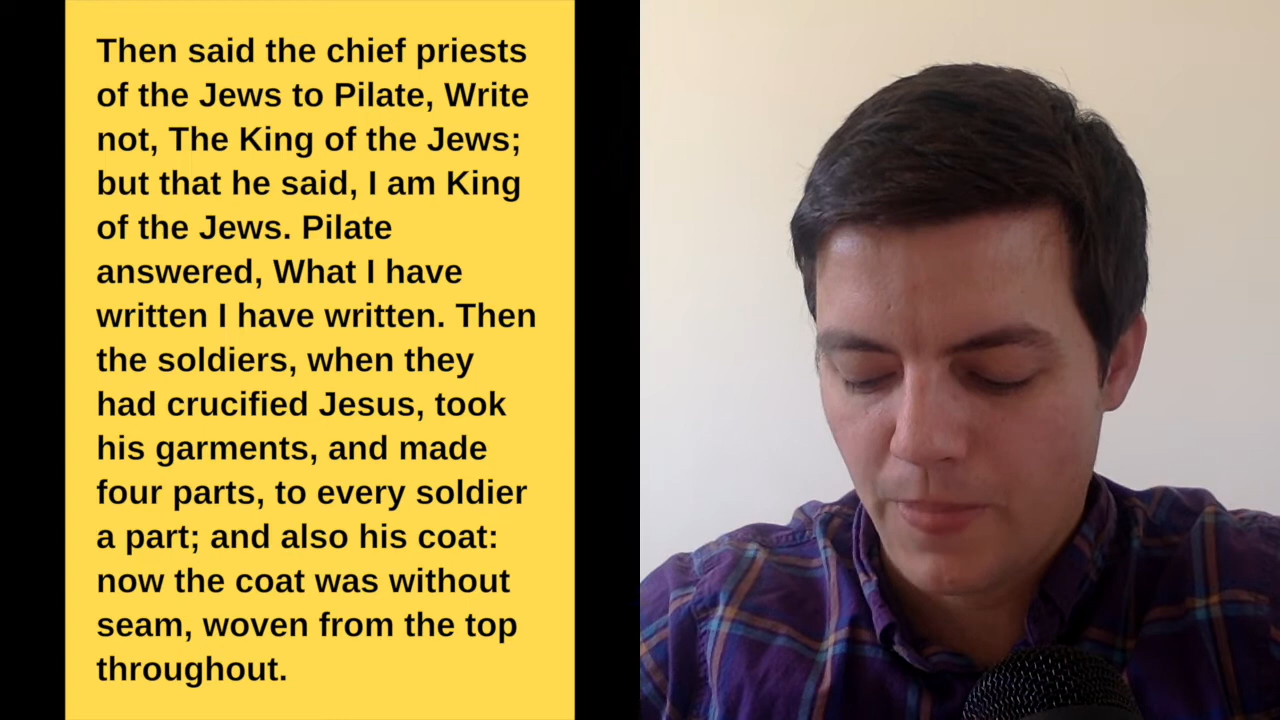 Then said the chief priests
of the Jews to Pilate, Write
not, The King of the Jews;
but that he said, I am King
of the Jews. Pilate
answered, What I have
written I have written. Then
the soldiers, when they
had crucified Jesus, took
his garments, and made
four parts, to every soldier
a part; and also his coat:
now the coat was without
seam, woven from the top
throughout.